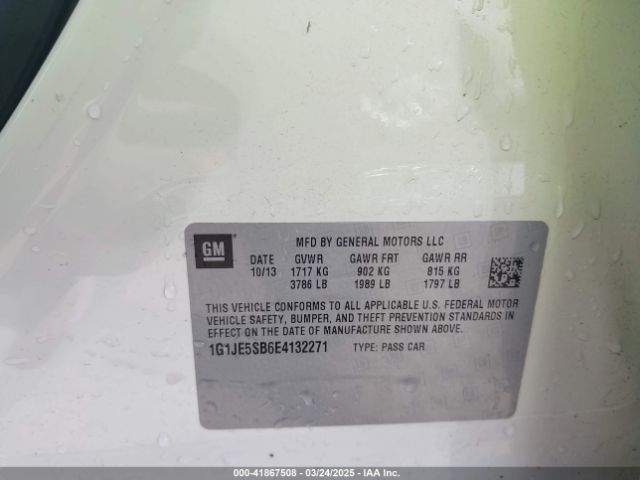 GM
MFD BY GENERAL MOTORS LLC
DATE GVWR GAWR FRT GAWR RR
10/13 1717 KG 902 KG 815 KG
3786 LB 1989 LB 1797 LB
THIS VEHICLE CONFORMS TO ALL APPLICABLE U.S. FEDERAL MOTOR
VEHICLE SAFETY, BUMPER, AND THEFT PREVENTION STANDARDS IN
EFFECT ON THE DATE OF MANUFACTURE SHOWN ABOVE.
1G1JE5SB6E4132271 TYPE: PASS CAR
000-41867508 - 03/24/2025 - IAA Inc.